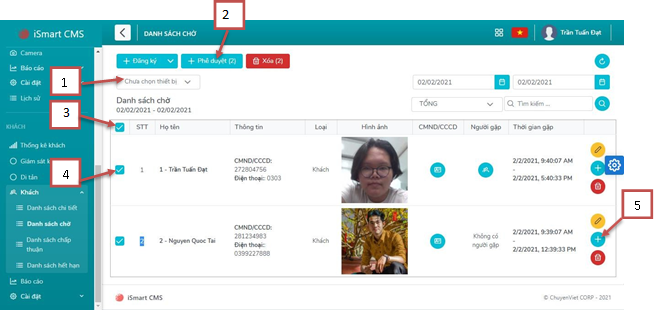 2
iSmart CMS
DANH SÁCH CHỜ
Trần Tuấn Đạt
Camera
Báo cáo
Cài đặt
Lịch sử
KHÁCH
Thống kê khách
Giám sát
Di tản
Khách
Danh sách chi tiết
Danh sách chờ
Danh sách chấp
thuận
Danh sách hết hạn
Báo cáo
Cài đặt
+ Đăng ký
+ Phê duyệt (2)
Xóa (2)
1
Chưa chọn thiết bị
02/02/2021
02/02/2021
Danh sách chờ
02/02/2021 - 02/02/2021
TỔNG
Tìm kiếm ...
3
STT
Họ tên
Thông tin
Loại
Hình ảnh
CMND/CCCD
Người gặp
Thời gian gặp
4
1
1 - Trần Tuấn Đạt
CMND/CCCD:
272804756
Điện thoại: 0303
Khách
2/2/2021, 9:40:07 AM
-
2/2/2021, 5:40:33 PM
5
2
2 - Nguyen Quoc Tai
CMND/CCCD:
281234983
Điện thoại:
0399227888
Khách
Không có
người gặp
2/2/2021, 9:39:07 AM
-
2/2/2021, 12:39:33 PM
iSmart CMS
© ChuyenViet CORP - 2021